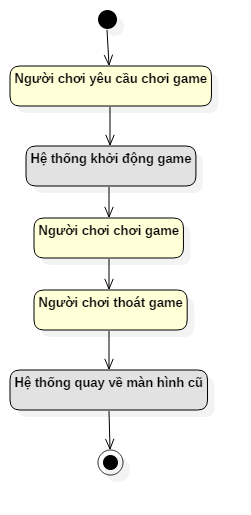 Người chơi yêu cầu chơi game
Hệ thống khởi động game
Người chơi chơi game
Người chơi thoát game
Hệ thống quay về màn hình cũ